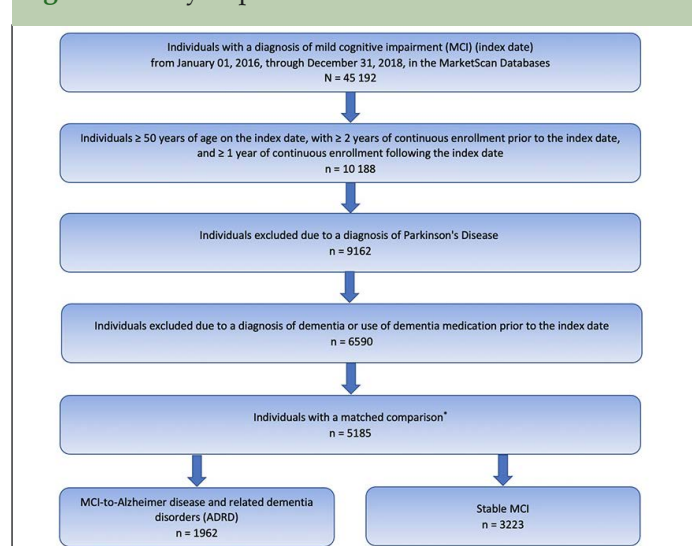 Individuals with a diagnosis of mild cognitive impairment (MCI) (index date)
from January 01, 2016, through December 31, 2018, in the MarketScan Databases
N = 45 192
Individuals ≥ 50 years of age on the index date, with ≥ 2 years of continuous enrollment prior to the index date,
and ≥ 1 year of continuous enrollment following the index date
n = 10 188
Individuals excluded due to a diagnosis of Parkinson's Disease
n = 9162
Individuals excluded due to a diagnosis of dementia or use of dementia medication prior to the index date
n = 6590
Individuals with a matched comparison*
n = 5185
MCI-to-Alzheimer disease and related dementia
disorders (ADRD)
n = 1962
Stable MCI
n = 3223